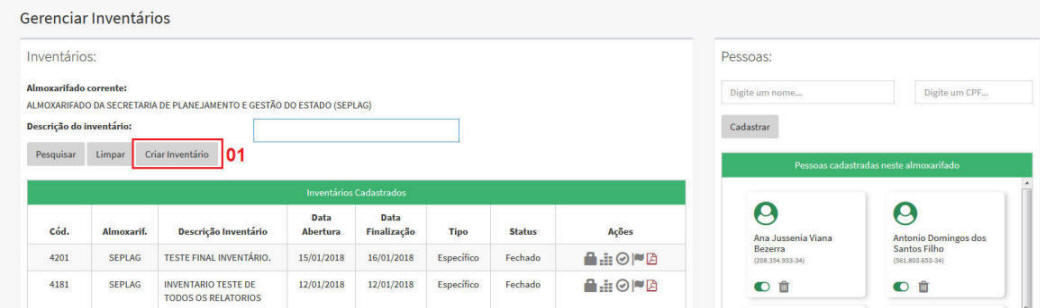 Gerenciar Inventários
Inventários:
Almoxarifado corrente:
ALMOXARIFADO DA SECRETARIA DE PLANEJAMENTO E GESTÃO DO ESTADO (SEPLAG)
Descrição do inventário:
Pesquisar Limpar Criar Inventário 01
Inventários Cadastrados
Cód. Almoxarif. Descrição Inventário Data Abertura Data Finalização Tipo Status Ações
4201 SEPLAG TESTE FINAL INVENTÁRIO. 15/01/2018 16/01/2018 Específico Fechado
4181 SEPLAG INVENTARIO TESTE DE 12/01/2018 12/01/2018 Específico Fechado
TODOS OS RELATORIOS
Pessoas:
Digite um nome... Digite um CPF...
Cadastrar
Pessoas cadastradas neste almoxarifado
Ana Jussenia Viana
Bezerra
(208.354.933-34)
Antonio Domingos dos
Santos Filho
(561.803.653-34)